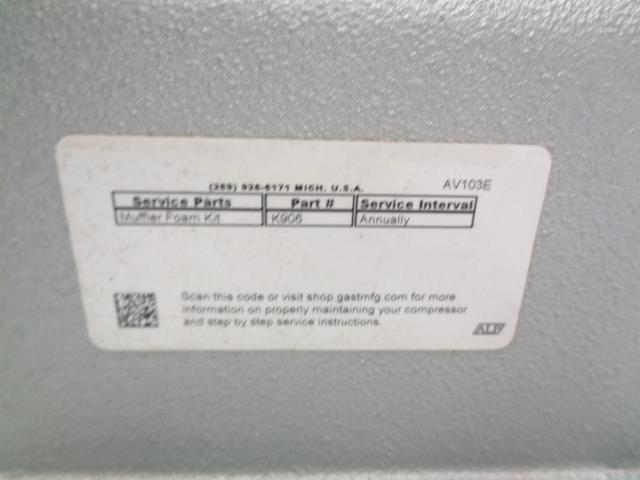 (269) 926-6171 MICH. U.S.A.
AV103E
Service Parts Part # Service Interval
Muffler Foam Kit K906 Annually
Scan this code or visit shop.gastmfg.com for more
information on properly maintaining your compressor
and step by step service instructions.